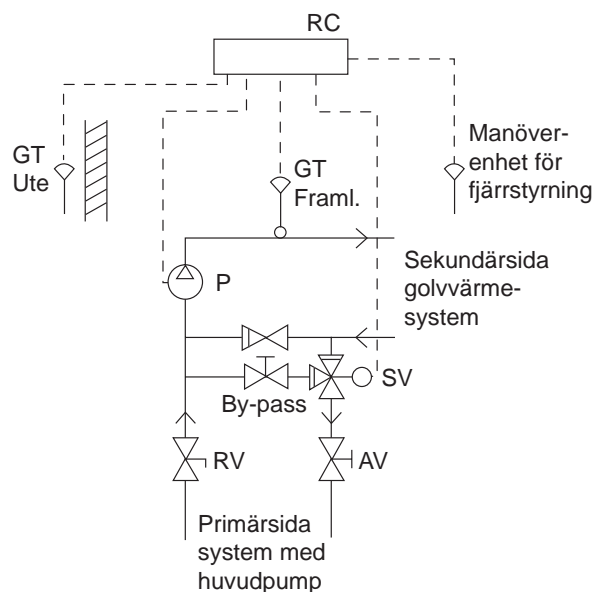 RC
GT
Ute
GT
Framl.
Manöver-
enhet för
fjärrstyrning
P
Sekundärsida
golvvärme-
system
SV
By-pass
RV
AV
Primärsida
system med
huvudpump